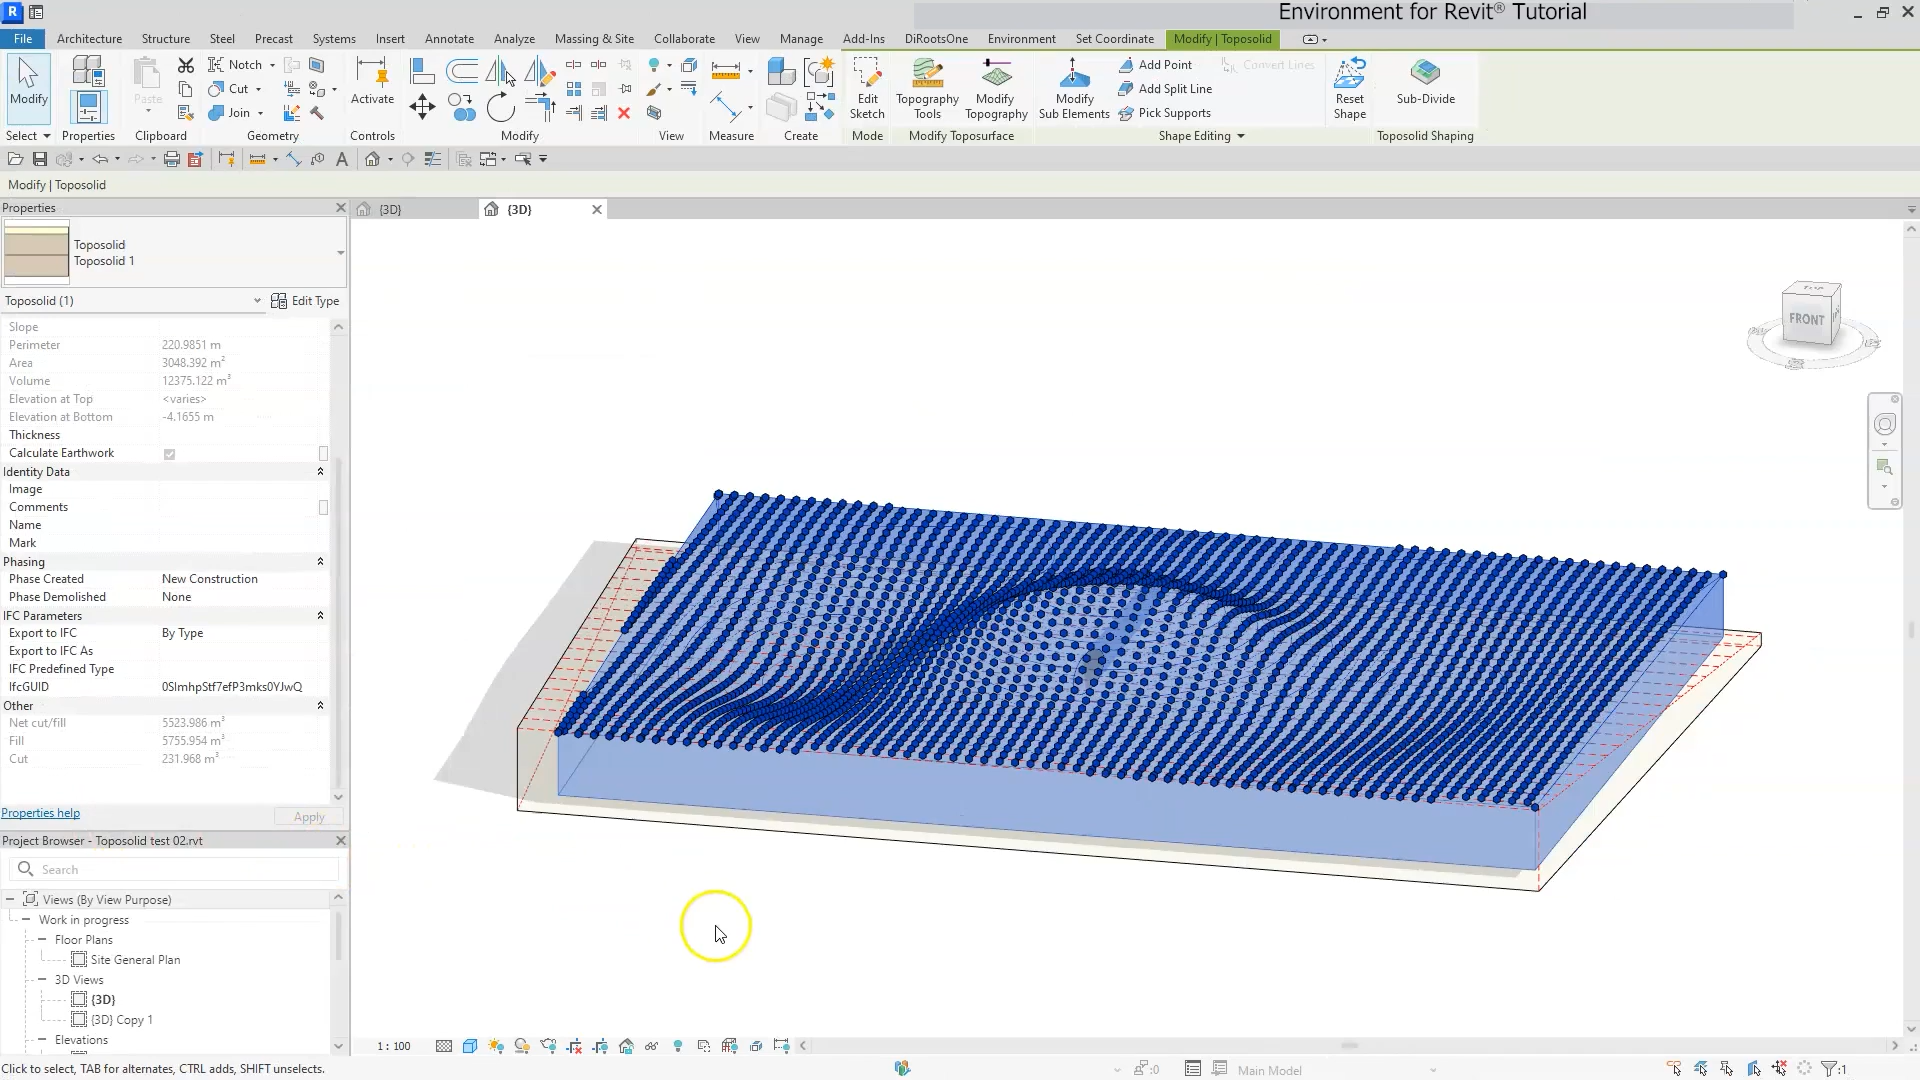 Environment for Revit® Tutorial
File Architecture Structure Steel Precast Systems Insert Annotate Analyze Massing & Site Collaborate View Manage Add-Ins DiRootsOne Environment Set Coordinate Modify | Toposolid
Modify
Paste
Notch
Cut
Join
Activate
Edit Sketch
Topography Tools
Modify Topography
Modify Sub Elements
Add Point
Add Split Line
Pick Supports
Convert Lines
Reset Shape
Sub-Divide
Select Properties Clipboard Geometry Controls Modify View Measure Create Mode Modify Toposurface Shape Editing Toposolid Shaping
Modify | Toposolid
Properties
{3D}
{3D}
Toposolid
Toposolid 1
Toposolid (1)
Edit Type
Slope
Perimeter 220.9851 m
Area 3048.392 m²
Volume 12375.122 m³
Elevation at Top <varies>
Elevation at Bottom -4.1655 m
Thickness
Calculate Earthwork
Identity Data
Image
Comments
Name
Mark
Phasing
Phase Created New Construction
Phase Demolished None
IFC Parameters
Export to IFC By Type
Export to IFC As
IFC Predefined Type
IfcGUID 0SlmhpStf7efP3mks0YJwQ
Other
Net cut/fill 5523.986 m³
Fill 5755.954 m³
Cut 231.968 m³
Properties help
Apply
Project Browser - Toposolid test 02.rvt
Search
Views (By View Purpose)
Work in progress
Floor Plans
Site General Plan
3D Views
{3D}
{3D} Copy 1
Elevations
TOP
FRONT
1 : 100
Click to select, TAB for alternates, CTRL adds, SHIFT unselects.
:0
Main Model
:1